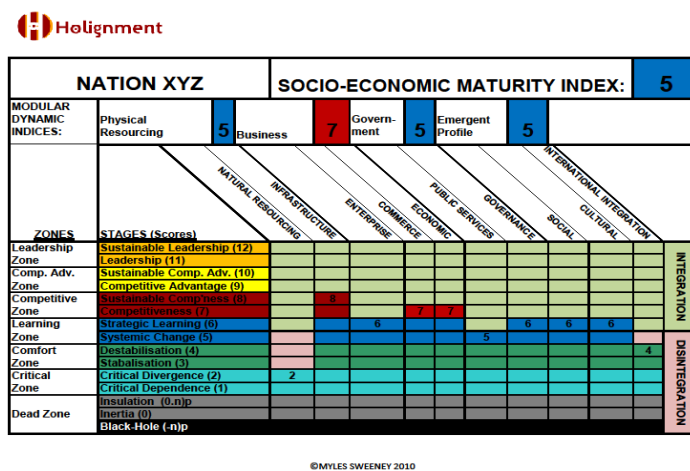 Holignment
NATION XYZ
SOCIO-ECONOMIC MATURITY INDEX:
5
MODULAR
DYNAMIC
INDICES:
Physical
Resourcing
5
Business
7
Govern-
ment
5
Emergent
Profile
5
NATURAL RESOURCING
INFRASTRUCTURE
ENTERPRISE
COMMERCE
ECONOMIC
PUBLIC SERVICES
GOVERNANCE
SOCIAL
CULTURAL
INTERNATIONAL INTEGRATION
ZONES
STAGES (Scores)
Leadership
Zone
Sustainable Leadership (12)
Leadership (11)
Comp. Adv.
Zone
Sustainable Comp. Adv. (10)
Competitive Advantage (9)
Competitive
Zone
Sustainable Comp'ness (8)
8
Competitiveness (7)
7
7
Learning
Zone
Strategic Learning (6)
6
6
6
6
Systemic Change (5)
5
Comfort
Zone
Destabilisation (4)
4
Stabalisation (3)
Critical
Zone
Critical Divergence (2)
2
Critical Dependence (1)
Dead Zone
Insulation (0.n)p
Inertia (0)
Black-Hole (-n)p
INTEGRATION
DISINTEGRATION
©MYLES SWEENEY 2010